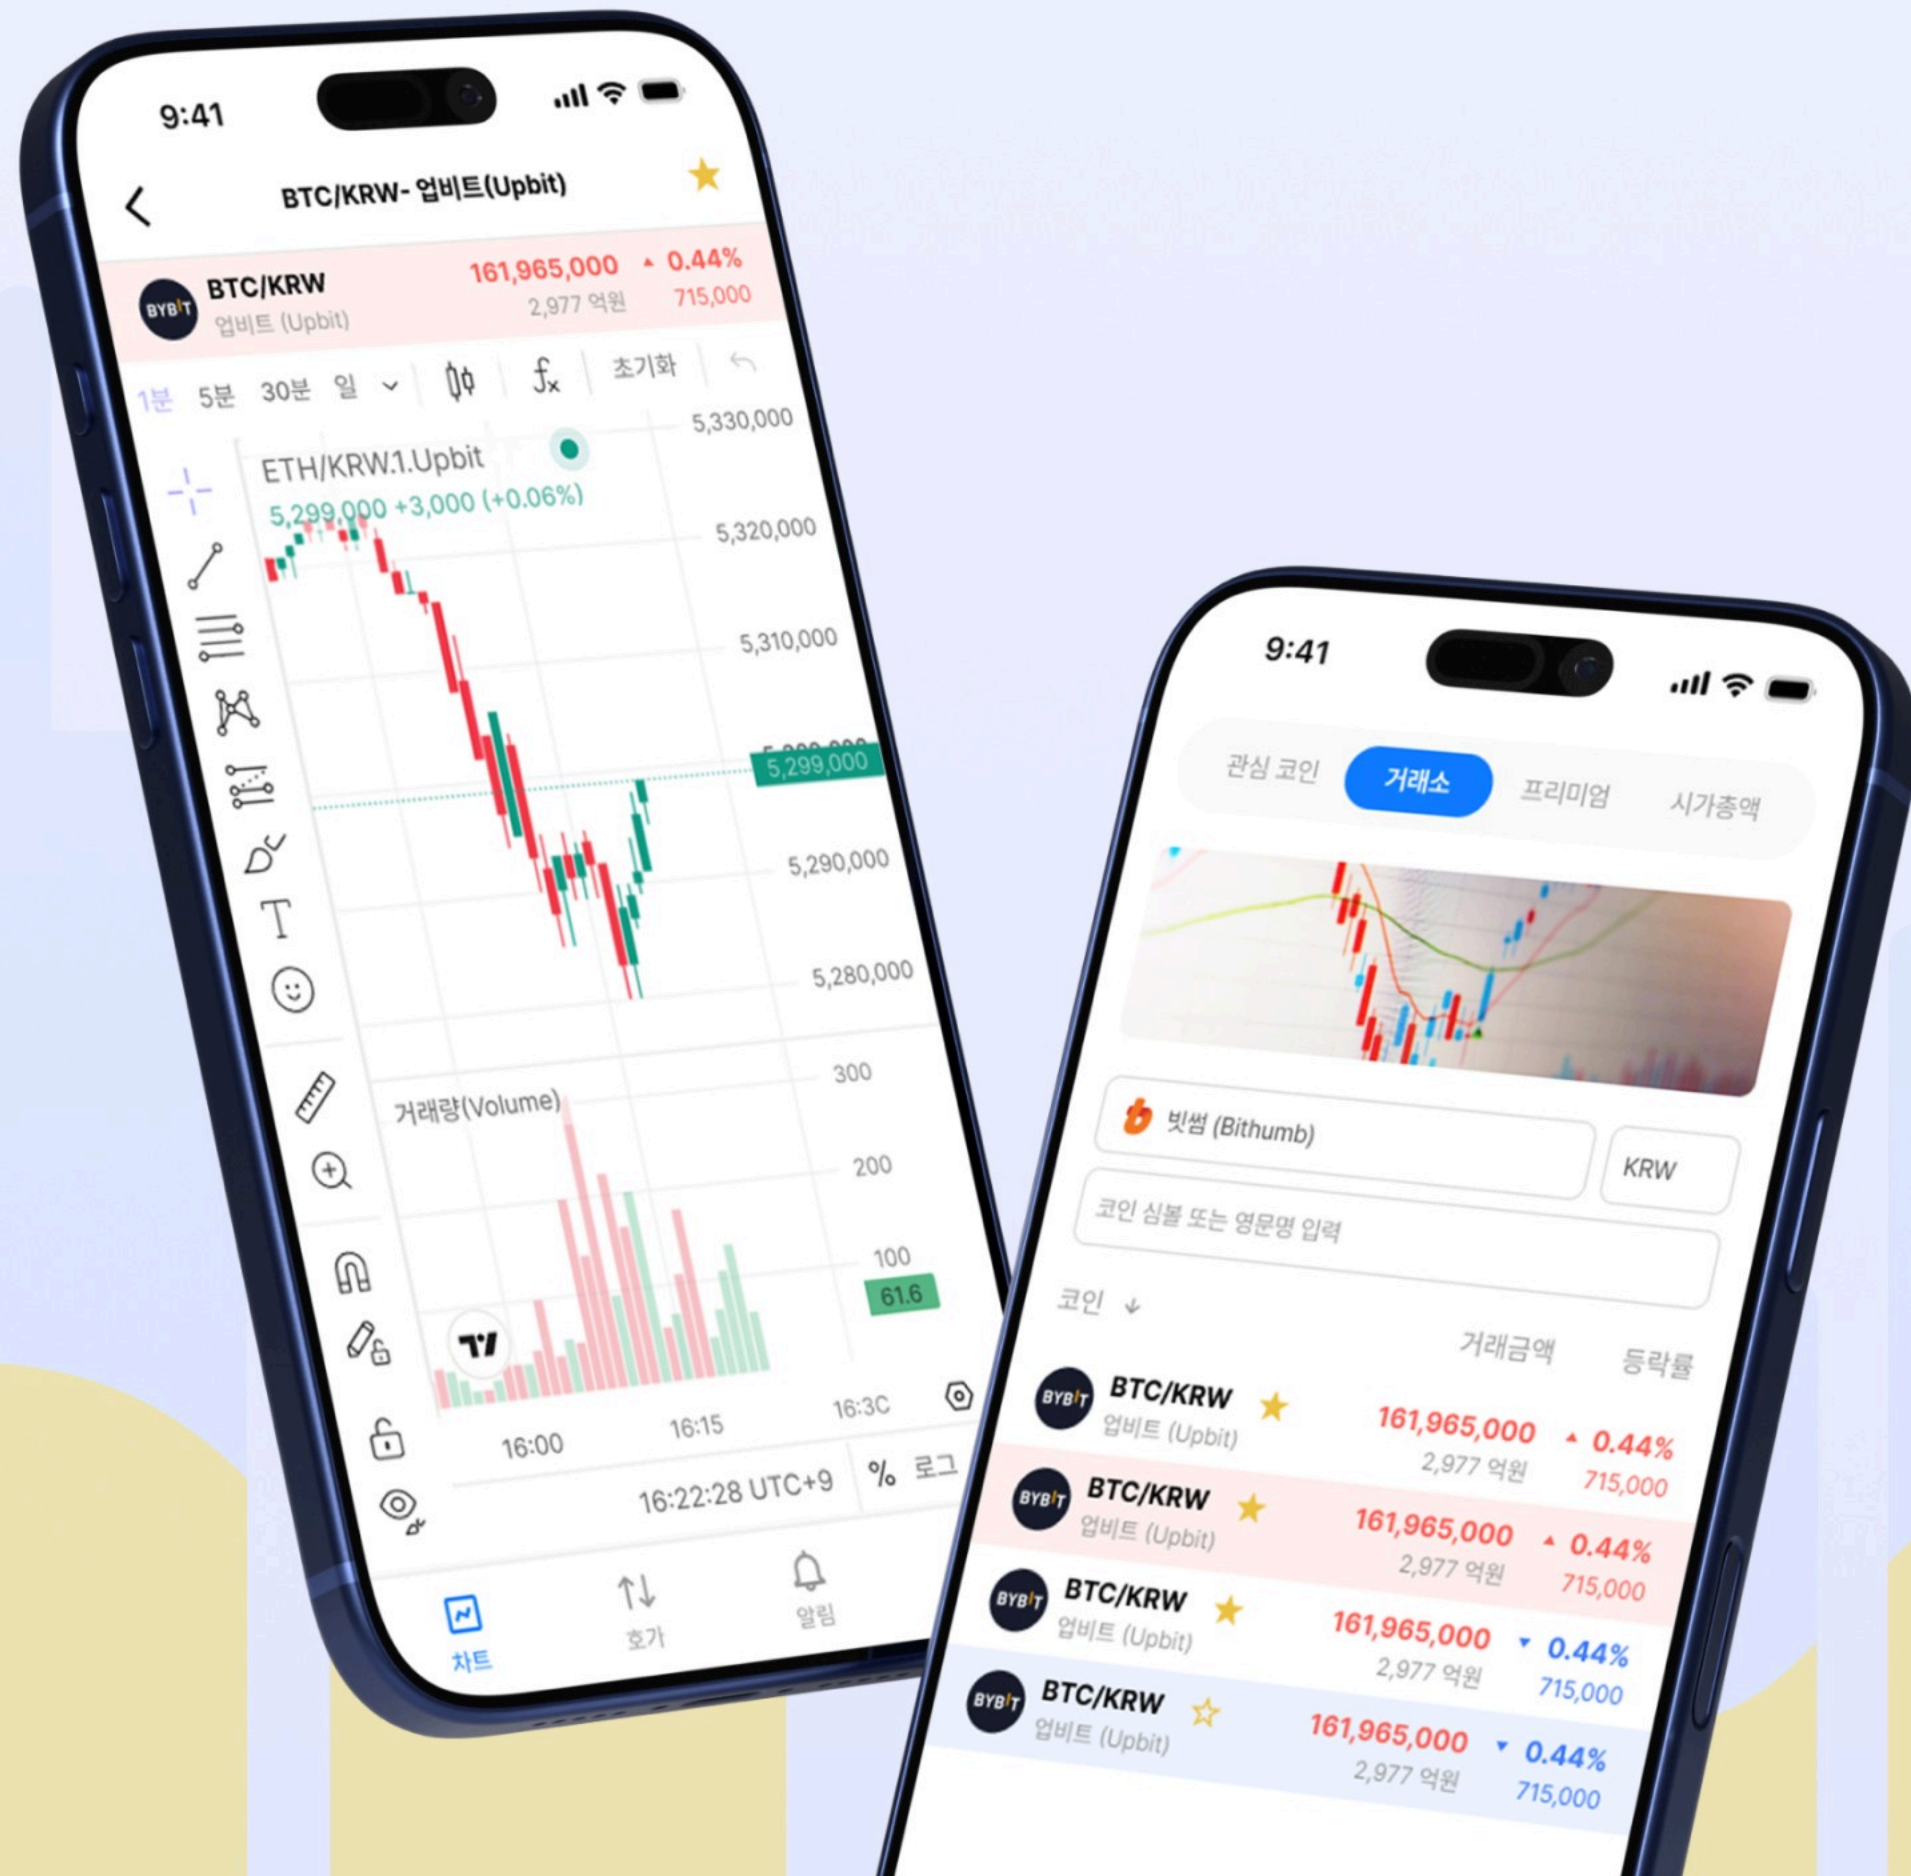 9:41
BTC/KRW- 업비트(Upbit)
BYBIT
BTC/KRW
업비트 (Upbit)
161,965,000
0.44%
2,977 억원
715,000
1분 5분 30분 일
초기화
ETH/KRW.1.Upbit
5,299,000 +3,000 (+0.06%)
5,330,000
5,320,000
5,310,000
5,299,000
5,290,000
5,280,000
T
거래량(Volume)
300
200
100
61.6
16:00
16:15
16:3C
16:22:28 UTC+9
%
로그
차트
호가
알림
9:41
관심 코인
거래소
프리미엄
시가총액
빗썸 (Bithumb)
KRW
코인 심볼 또는 영문명 입력
코인
거래금액
등락률
BYBIT
BTC/KRW
업비트 (Upbit)
161,965,000
0.44%
2,977 억원
715,000
BYBIT
BTC/KRW
업비트 (Upbit)
161,965,000
0.44%
2,977 억원
715,000
BYBIT
BTC/KRW
업비트 (Upbit)
161,965,000
0.44%
2,977 억원
715,000
BYBIT
BTC/KRW
업비트 (Upbit)
161,965,000
0.44%
2,977 억원
715,000